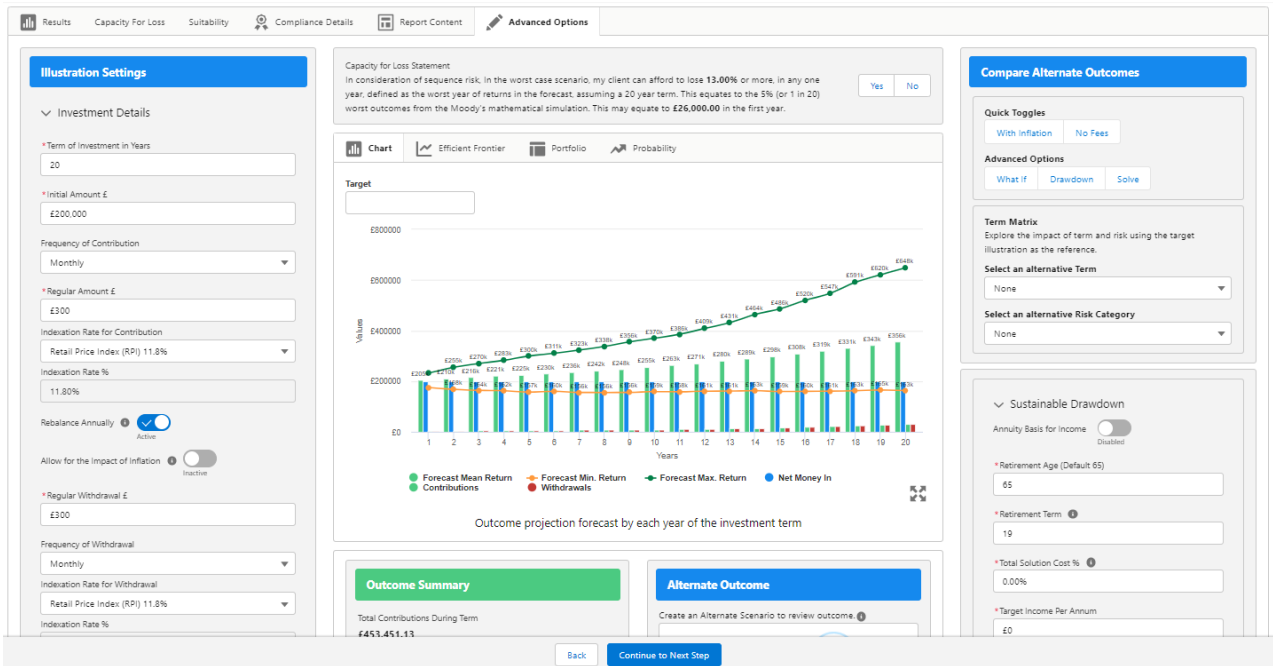 Results Capacity For Loss Suitability Compliance Details Report Content Advanced Options
Illustration Settings
Investment Details
*Term of Investment in Years
20
*Initial Amount £
£200,000
Frequency of Contribution
Monthly
*Regular Amount £
£300
Indexation Rate for Contribution
Retail Price Index (RPI) 11.8%
Indexation Rate %
11.80%
Rebalance Annually
Active
Allow for the Impact of Inflation
Inactive
*Regular Withdrawal £
£300
Frequency of Withdrawal
Monthly
Indexation Rate for Withdrawal
Retail Price Index (RPI) 11.8%
Indexation Rate %
Capacity for Loss Statement
In consideration of sequence risk, In the worst case scenario, my client can afford to lose 13.00% or more, in any one
year, defined as the worst year of returns in the forecast, assuming a 20 year term. This equates to the 5% (or 1 in 20)
worst outcomes from the Moody's mathematical simulation. This may equate to £26,000.00 in the first year.
Yes No
Chart Efficient Frontier Portfolio Probability
Target
£800000
£600000
£400000
£200000
£0
Values
£255k £270k £283k £300k £311k £323k £338k £356k £370k £386k £409k £431k £464k £486k £520k £547k £591k £620k £648k
£221k £225k £230k £236k £242k £248k £255k £263k £271k £280k £289k £298k £308k £319k £331k £343k £356k
1 2 3 4 5 6 7 8 9 10 11 12 13 14 15 16 17 18 19 20
Years
Forecast Mean Return Forecast Min. Return Forecast Max. Return Net Money In
Contributions Withdrawals
Outcome projection forecast by each year of the investment term
Outcome Summary
Total Contributions During Term
£453,451.13
Alternate Outcome
Create an Alternate Scenario to review outcome.
Compare Alternate Outcomes
Quick Toggles
With Inflation No Fees
Advanced Options
What If Drawdown Solve
Term Matrix
Explore the impact of term and risk using the target
illustration as the reference.
Select an alternative Term
None
Select an alternative Risk Category
None
Sustainable Drawdown
Annuity Basis for Income
Disabled
*Retirement Age (Default 65)
65
*Retirement Term
19
*Total Solution Cost %
0.00%
*Target Income Per Annum
£0
Back Continue to Next Step